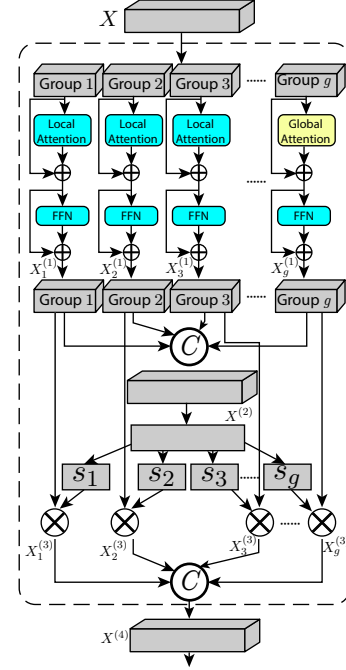 X
Group 1 Group 2 Group 3 ...... Group g
Local Attention Local Attention Local Attention Global Attention
......
FFN FFN FFN FFN
X_1^{(1)} X_2^{(1)} X_3^{(1)} X_g^{(1)}
Group 1 Group 2 Group 3 ...... Group g
C
X^{(2)}
s_1 s_2 s_3 ...... s_g
......
X_1^{(3)} X_2^{(3)} X_3^{(3)} X_g^{(3
C
X^{(4)}